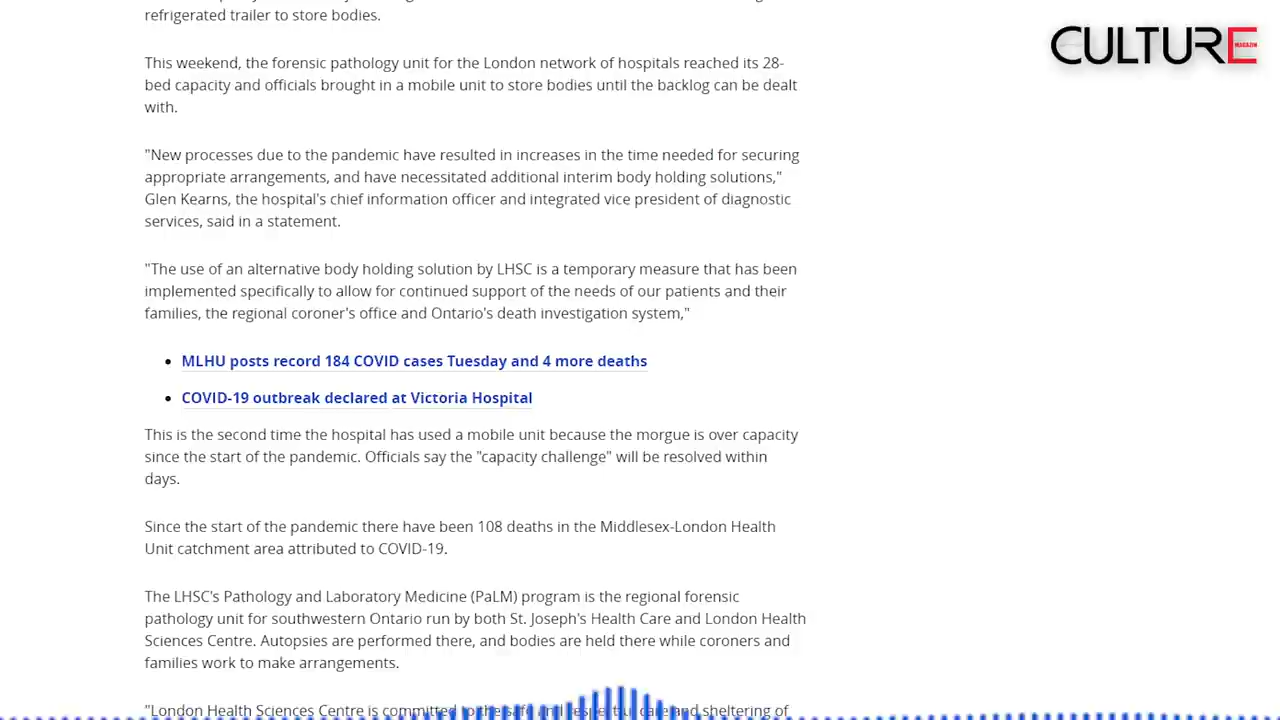 refrigerated trailer to store bodies.
CULTURE
MAGAZIN
This weekend, the forensic pathology unit for the London network of hospitals reached its 28-
bed capacity and officials brought in a mobile unit to store bodies until the backlog can be dealt
with.
"New processes due to the pandemic have resulted in increases in the time needed for securing
appropriate arrangements, and have necessitated additional interim body holding solutions,"
Glen Kearns, the hospital's chief information officer and integrated vice president of diagnostic
services, said in a statement.
"The use of an alternative body holding solution by LHSC is a temporary measure that has been
implemented specifically to allow for continued support of the needs of our patients and their
families, the regional coroner's office and Ontario's death investigation system,"
• MLHU posts record 184 COVID cases Tuesday and 4 more deaths
• COVID-19 outbreak declared at Victoria Hospital
This is the second time the hospital has used a mobile unit because the morgue is over capacity
since the start of the pandemic. Officials say the "capacity challenge" will be resolved within
days.
Since the start of the pandemic there have been 108 deaths in the Middlesex-London Health
Unit catchment area attributed to COVID-19.
The LHSC's Pathology and Laboratory Medicine (PaLM) program is the regional forensic
pathology unit for southwestern Ontario run by both St. Joseph's Health Care and London Health
Sciences Centre. Autopsies are performed there, and bodies are held there while coroners and
families work to make arrangements.
"London Health Sciences Centre is committed to the safe and respectful care and sheltering of